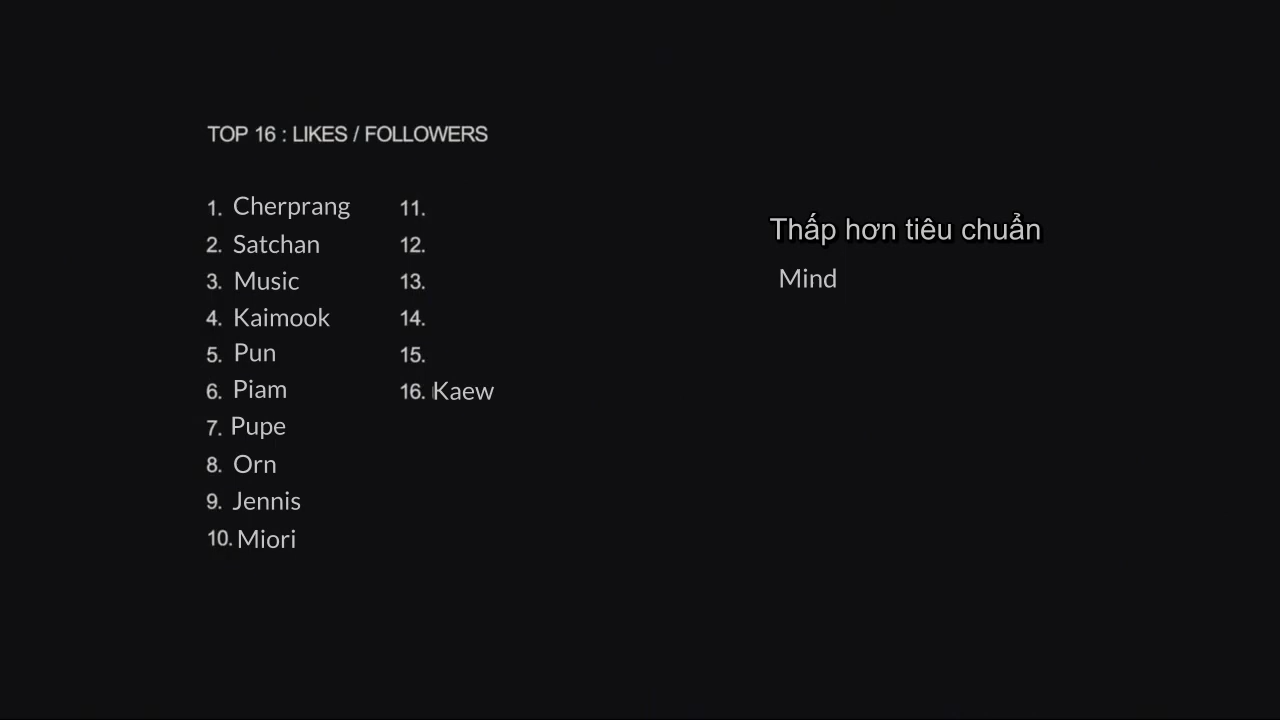 TOP 16 : LIKES / FOLLOWERS
1. Cherprang
2. Satchan
3. Music
4. Kaimook
5. Pun
6. Piam
7. Pupe
8. Orn
9. Jennis
10. Miori
11.
12.
13.
14.
15.
16. Kaew
Thấp hơn tiêu chuẩn
Mind